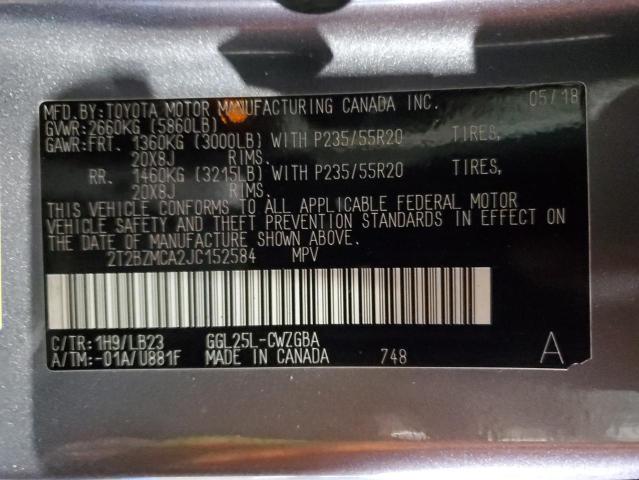 MFD.BY:TOYOTA MOTOR MANUFACTURING CANADA INC. 05/18
GVWR:2660KG (5860LB)
GAWR:FRT. 1360KG (3000LB) WITH P235/55R20 TIRES,
20X8J RIMS.
RR. 1460KG (3215LB) WITH P235/55R20 TIRES,
20X8J RIMS.
THIS VEHICLE CONFORMS TO ALL APPLICABLE FEDERAL MOTOR
VEHICLE SAFETY AND THEFT PREVENTION STANDARDS IN EFFECT ON
THE DATE OF MANUFACTURE SHOWN ABOVE.
2T2BZMCA2JC152584 MPV
C/TR:1H9/LB23 GGL25L-CWZGBA
A/TM:-01A/U881F MADE IN CANADA 748 A